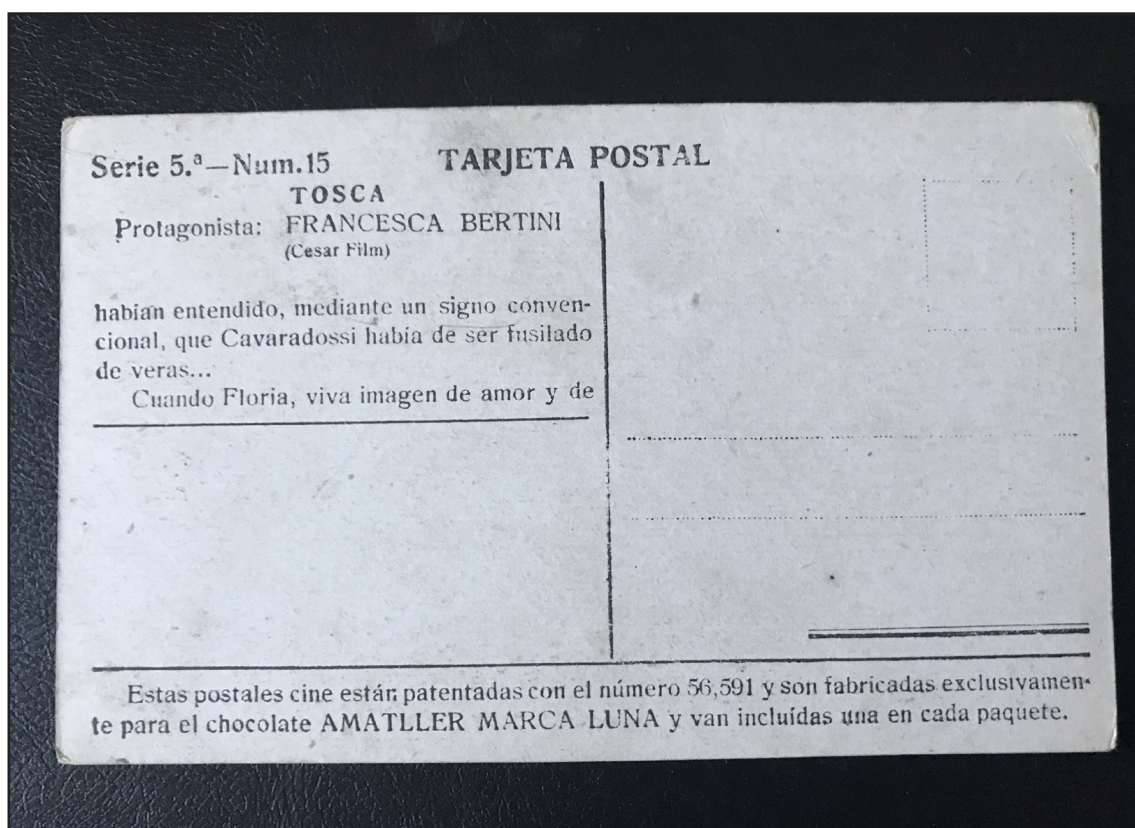 Serie 5.ª—Num.15
TARJETA POSTAL
TOSCA
Protagonista: FRANCESCA BERTINI
(Cesar Film)
habían entendido, mediante un signo conven-
cional, que Cavaradossi había de ser fusilado
de veras...
Cuando Floria, viva imagen de amor y de
Estas postales cine están patentadas con el número 56,591 y son fabricadas exclusivamen-
te para el chocolate AMATLLER MARCA LUNA y van incluídas una en cada paquete.